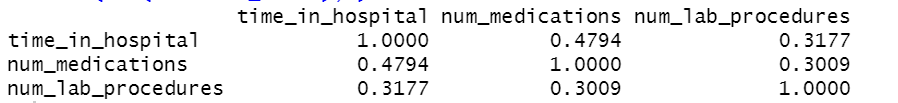 time_in_hospital num_medications num_lab_procedures
time_in_hospital 1.0000 0.4794 0.3177
num_medications 0.4794 1.0000 0.3009
num_lab_procedures 0.3177 0.3009 1.0000